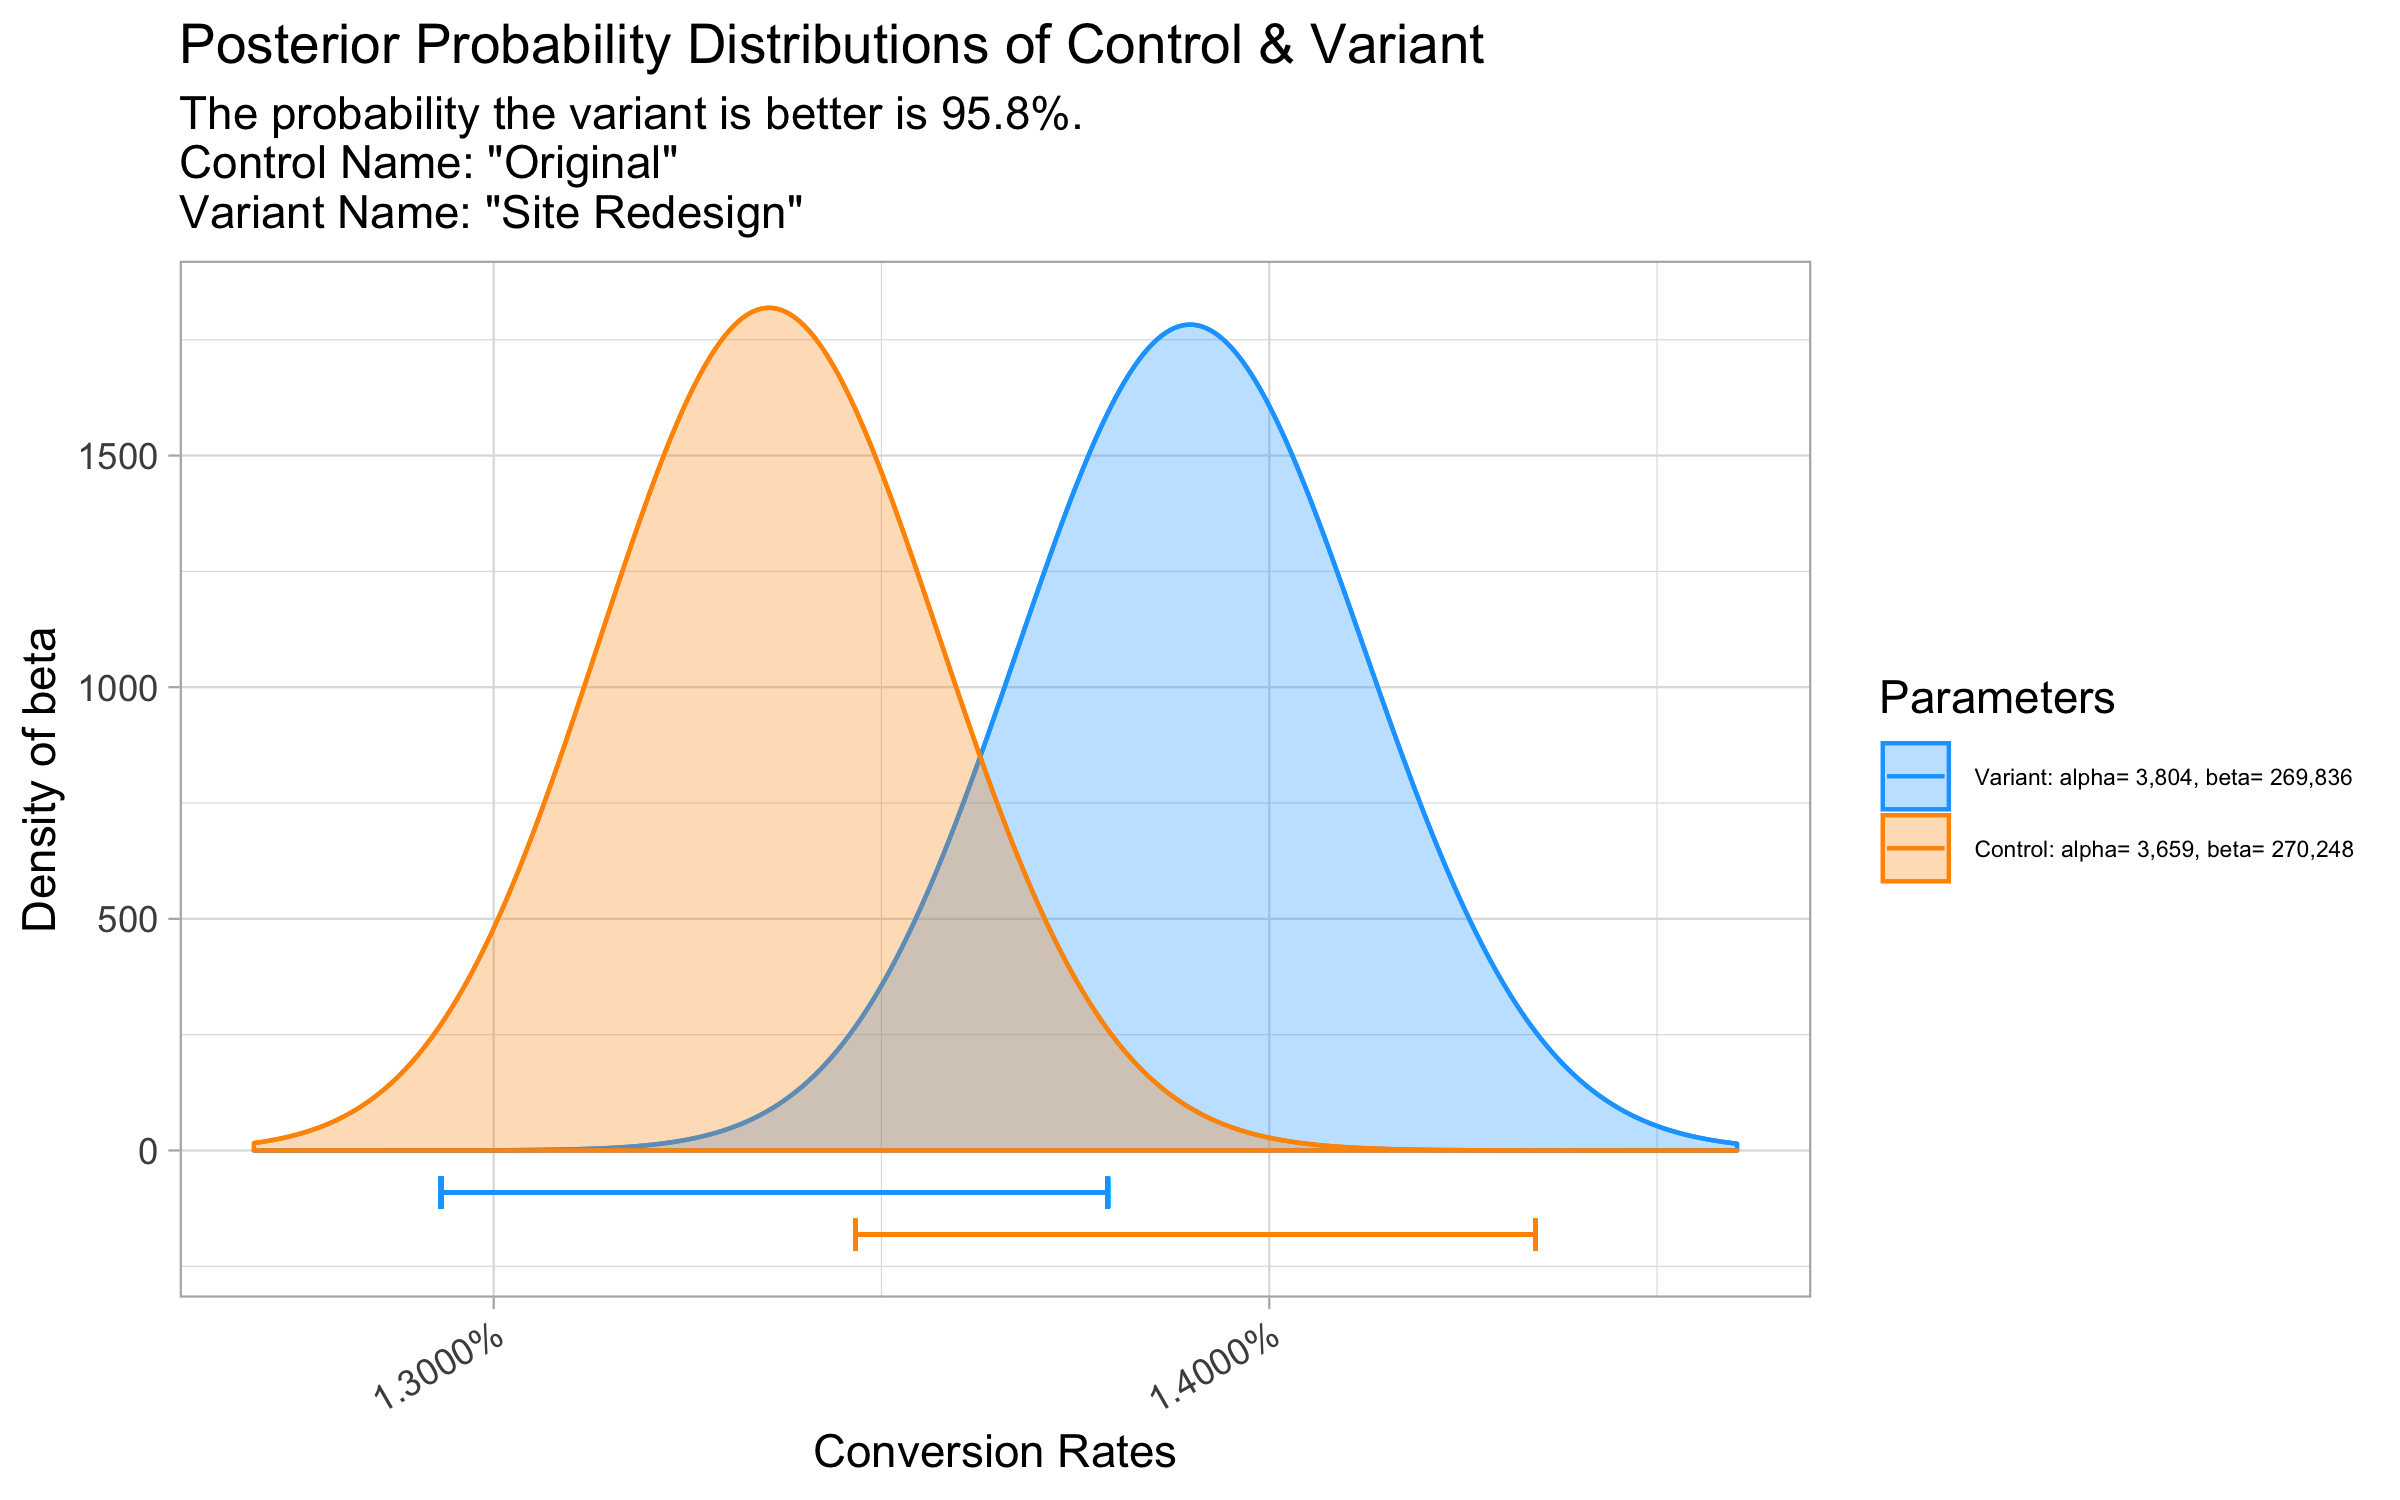 Posterior Probability Distributions of Control & Variant
The probability the variant is better is 95.8%.
Control Name: "Original"
Variant Name: "Site Redesign"
Density of beta
1500
1000
500
0
1.3000%
1.4000%
Conversion Rates
Parameters
Variant: alpha= 3,804, beta= 269,836
Control: alpha= 3,659, beta= 270,248